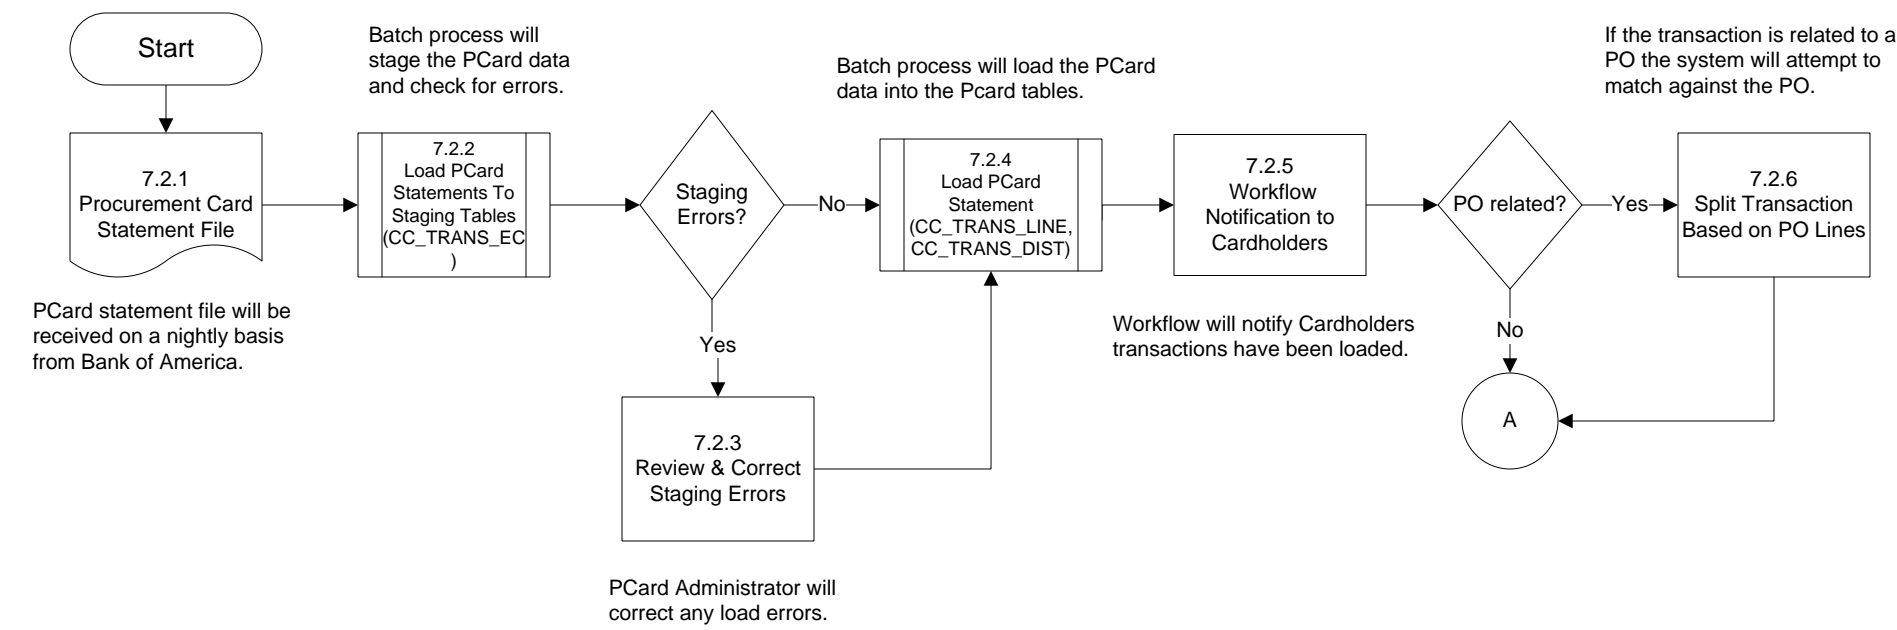 Start
Batch process will
stage the PCard data
and check for errors.
Batch process will load the PCard
data into the Pcard tables.
If the transaction is related to a
PO the system will attempt to
match against the PO.
7.2.1
Procurement Card
Statement File
7.2.2
Load PCard
Statements To
Staging Tables
(CC_TRANS_EC
)
Staging
Errors?
No
7.2.4
Load PCard
Statement
(CC_TRANS_LINE,
CC_TRANS_DIST)
7.2.5
Workflow
Notification to
Cardholders
PO related?
Yes
7.2.6
Split Transaction
Based on PO Lines
PCard statement file will be
received on a nightly basis
from Bank of America.
Yes
Workflow will notify Cardholders
transactions have been loaded.
No
7.2.3
Review & Correct
Staging Errors
A
PCard Administrator will
correct any load errors.